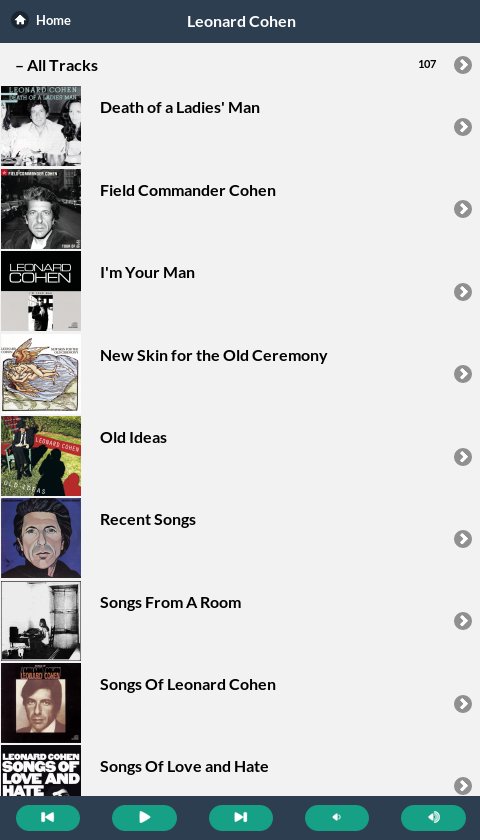 Home
Leonard Cohen
– All Tracks
107
LEONARD COHEN
DEATH OF A LADIES' MAN
Death of a Ladies' Man
FIELD COMMANDER COHEN
Field Commander Cohen
LEONARD
COHEN
I'm Your Man
New Skin for the Old Ceremony
LEONARD COHEN
OLD IDEAS
Old Ideas
Recent Songs
Songs From A Room
LEONARD COHEN
Songs Of Leonard Cohen
LEONARD COHEN
SONGS OF
LOVE AND
HATE
Songs Of Love and Hate